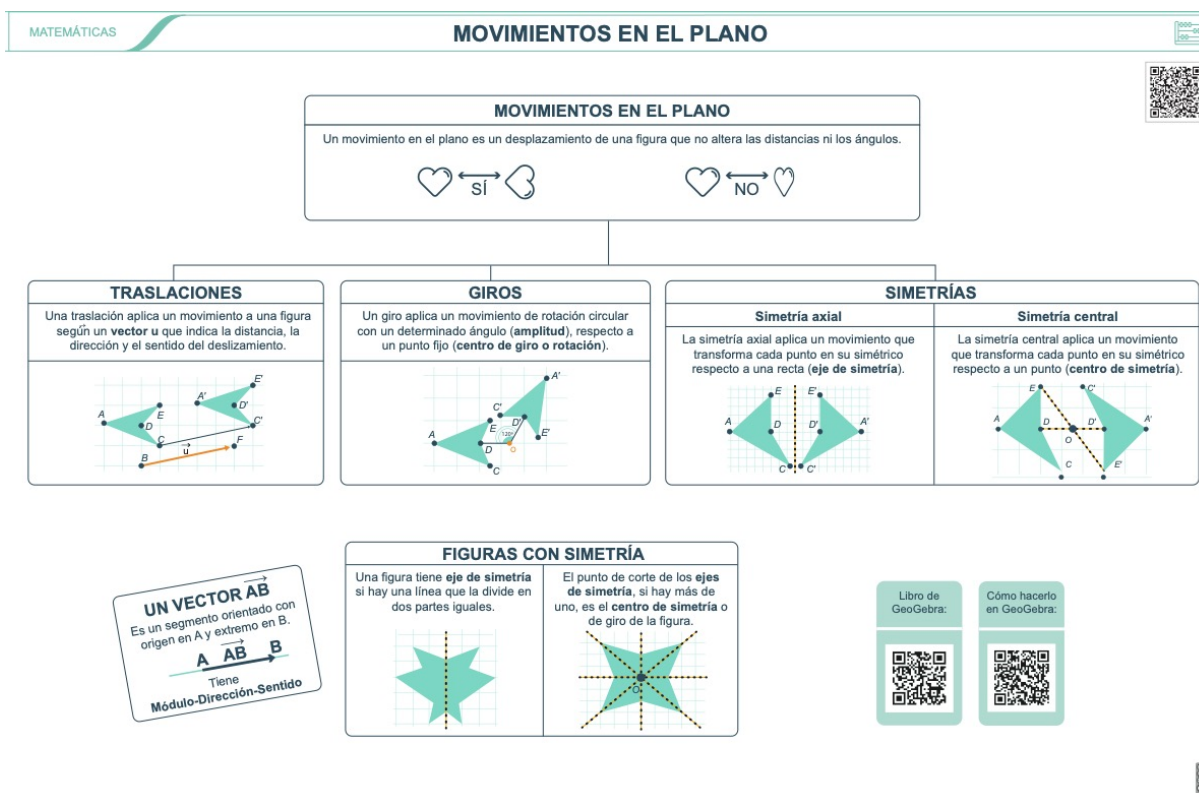 MATEMÁTICAS
MOVIMIENTOS EN EL PLANO
MOVIMIENTOS EN EL PLANO
Un movimiento en el plano es un desplazamiento de una figura que no altera las distancias ni los ángulos.
SÍ
NO
TRASLACIONES
Una traslación aplica un movimiento a una figura
según un vector u que indica la distancia, la
dirección y el sentido del deslizamiento.
A
E
D
C
B
u
A'
E'
D'
C'
F
GIROS
Un giro aplica un movimiento de rotación circular
con un determinado ángulo (amplitud), respecto a
un punto fijo (centro de giro o rotación).
A'
C'
E
D'
E'
A
120°
D
O
C
SIMETRÍAS
Simetría axial
La simetría axial aplica un movimiento que
transforma cada punto en su simétrico
respecto a una recta (eje de simetría).
E
E'
A
D
D'
A'
C
C'
Simetría central
La simetría central aplica un movimiento
que transforma cada punto en su simétrico
respecto a un punto (centro de simetría).
E
C'
A
D
D'
A'
O
C
E'
UN VECTOR AB
Es un segmento orientado con
origen en A y extremo en B.
A AB B
Tiene
Módulo-Dirección-Sentido
FIGURAS CON SIMETRÍA
Una figura tiene eje de simetría
si hay una línea que la divide en
dos partes iguales.
El punto de corte de los ejes
de simetría, si hay más de
uno, es el centro de simetría o
de giro de la figura.
O
Libro de
GeoGebra:
Cómo hacerlo
en GeoGebra: